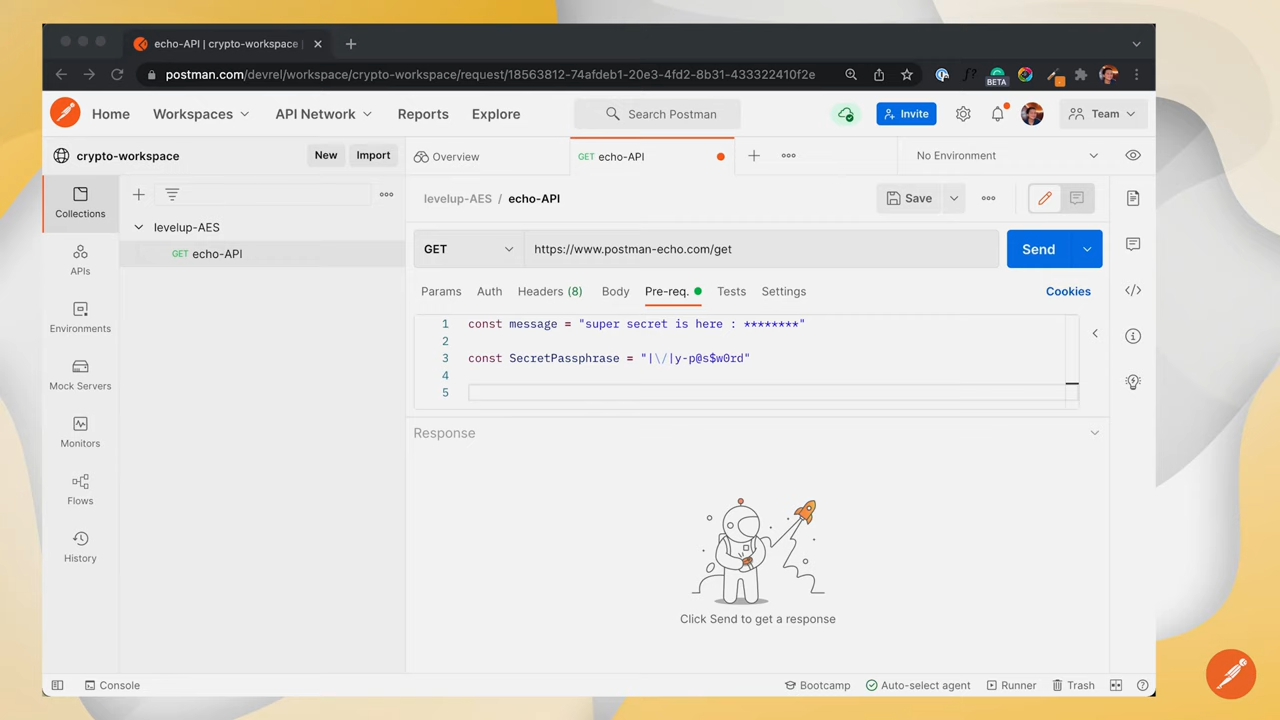 echo-API | crypto-workspace
postman.com/devrel/workspace/crypto-workspace/request/18563812-74afdeb1-20e3-4fd2-8b31-433322410f2e
BETA
Home Workspaces API Network Reports Explore Search Postman Invite Team
crypto-workspace New Import Overview GET echo-API No Environment
Collections
APIs
Environments
Mock Servers
Monitors
Flows
History
levelup-AES
GET echo-API
levelup-AES / echo-API Save
GET https://www.postman-echo.com/get Send
Params Auth Headers (8) Body Pre-req. Tests Settings Cookies
1 const message = "super secret is here : ********"
2
3 const SecretPassphrase = "|\/|y-p@s$w0rd"
4
5
Response
Click Send to get a response
Console Bootcamp Auto-select agent Runner Trash